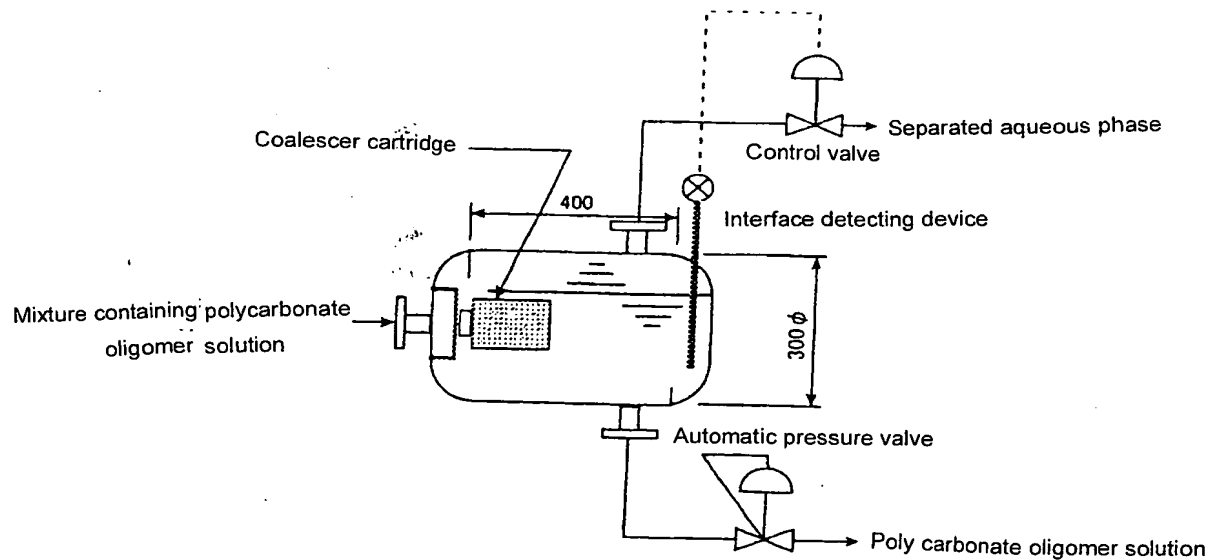 Separated aqueous phase
Control valve
Coalescer cartridge
400
Interface detecting device
Mixture containing polycarbonate
oligomer solution
300 φ
Automatic pressure valve
Poly carbonate oligomer solution